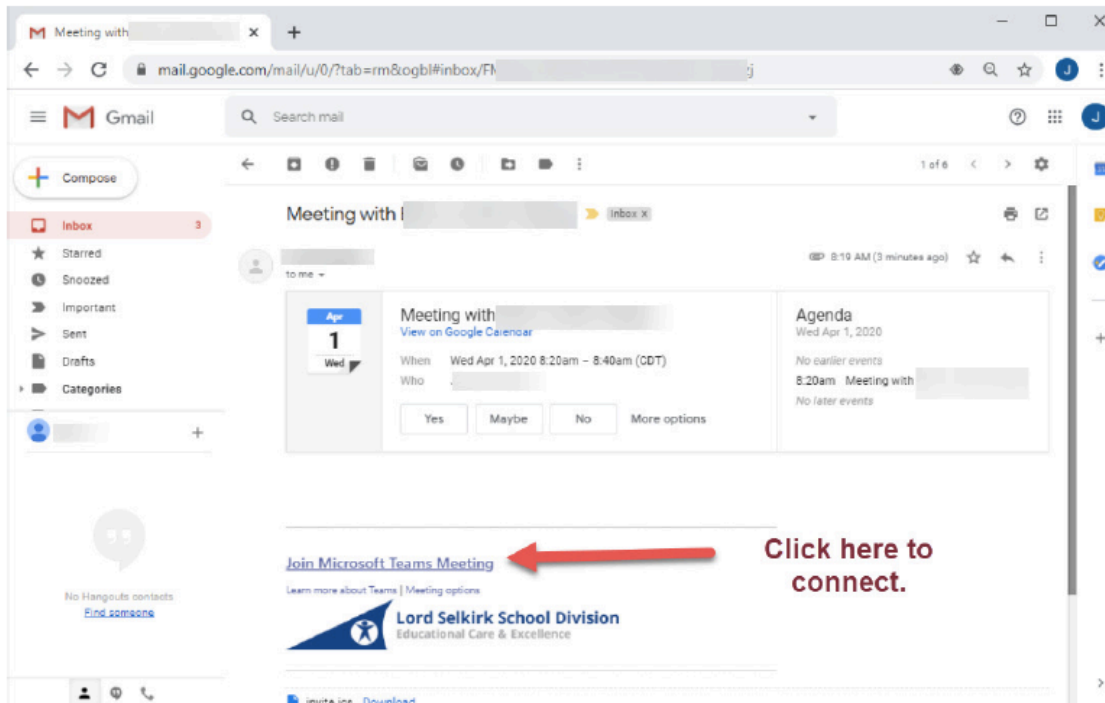 Meeting with
mail.google.com/mail/u/0/?tab=rm&ogbl#inbox/FM
J
Gmail
Search mail
J
Compose
1 of 6
Inbox 3
Starred
Snoozed
Important
Sent
Drafts
Categories
Meeting with
Inbox x
8:19 AM (3 minutes ago)
to me
Apr
1
Wed
Meeting with
View on Google Calendar
When Wed Apr 1, 2020 8:20am – 8:40am (CDT)
Who
Yes Maybe No More options
Agenda
Wed Apr 1, 2020
No earlier events
8:20am Meeting with
No later events
No Hangouts contacts
Find someone
Join Microsoft Teams Meeting
Learn more about Teams | Meeting options
Click here to
connect.
Lord Selkirk School Division
Educational Care & Excellence
invite.ics Download